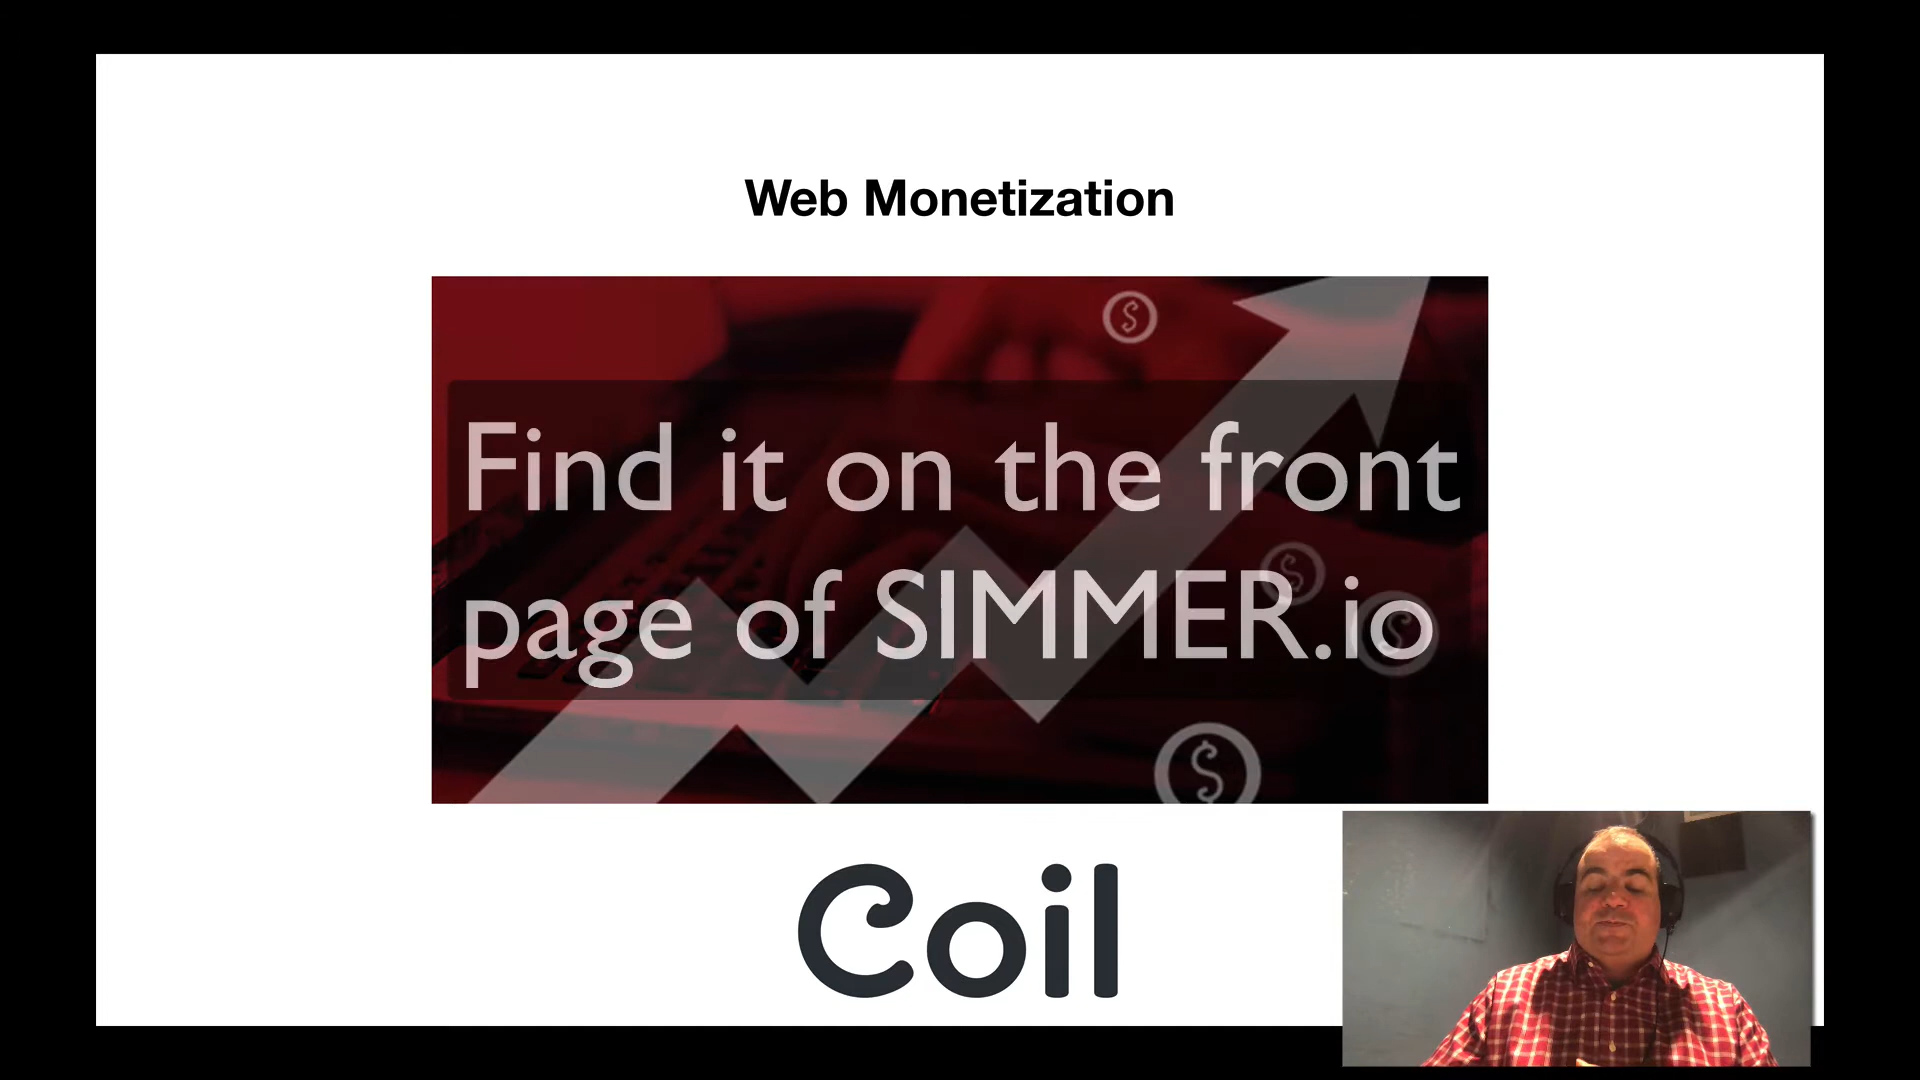 Web Monetization
Find it on the front
page of SIMMER.io
Coil